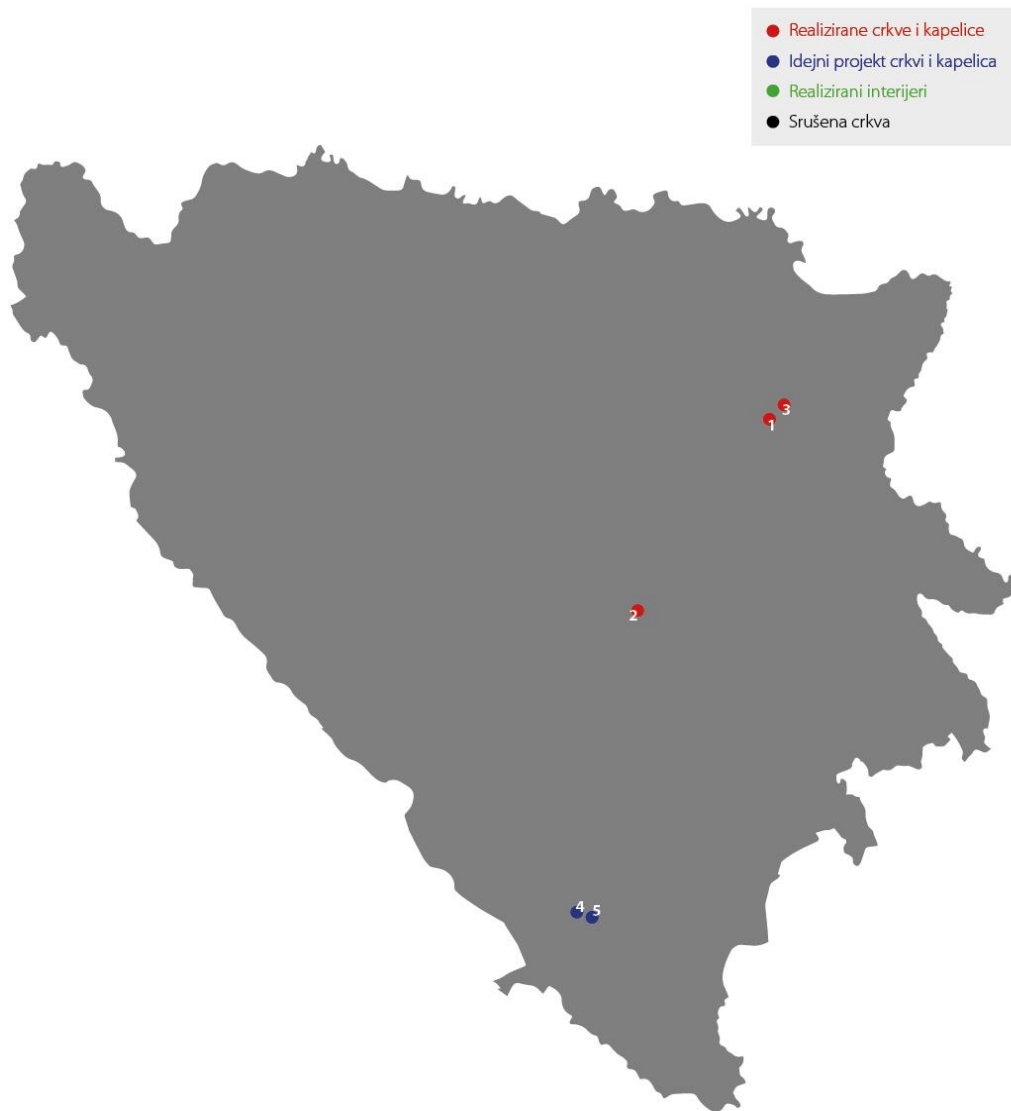 Realizirane crkve i kapelice
Idejni projekt crkvi i kapelica
Realizirani interijeri
Srušena crkva
3
1
2
4
5